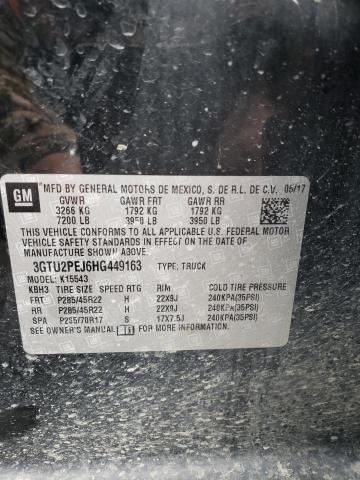 GM
MFD BY GENERAL MOTORS DE MEXICO, S. DE R.L. DE C.V. 05/17
GVWR GAWR FRT GAWR RR
3266 KG 1792 KG 1792 KG
7200 LB 3950 LB 3950 LB
THIS VEHICLE CONFORMS TO ALL APPLICABLE U.S. FEDERAL MOTOR
VEHICLE SAFETY STANDARDS IN EFFECT ON THE DATE OF
MANUFACTURE SHOWN ABOVE.
3GTU2PEJ6HG449163 TYPE: TRUCK
MODEL: K15543
KBH3 TIRE SIZE SPEED RTG RIM COLD TIRE PRESSURE
FRT P285/45R22 H 22X9J 240KPA(35PSI)
RR P285/45R22 H 22X9J 240KPA(35PSI)
SPA P255/70R17 S 17X7.5J 240KPA(35PSI)
SEE OWNER'S MANUAL FOR MORE INFORMATION